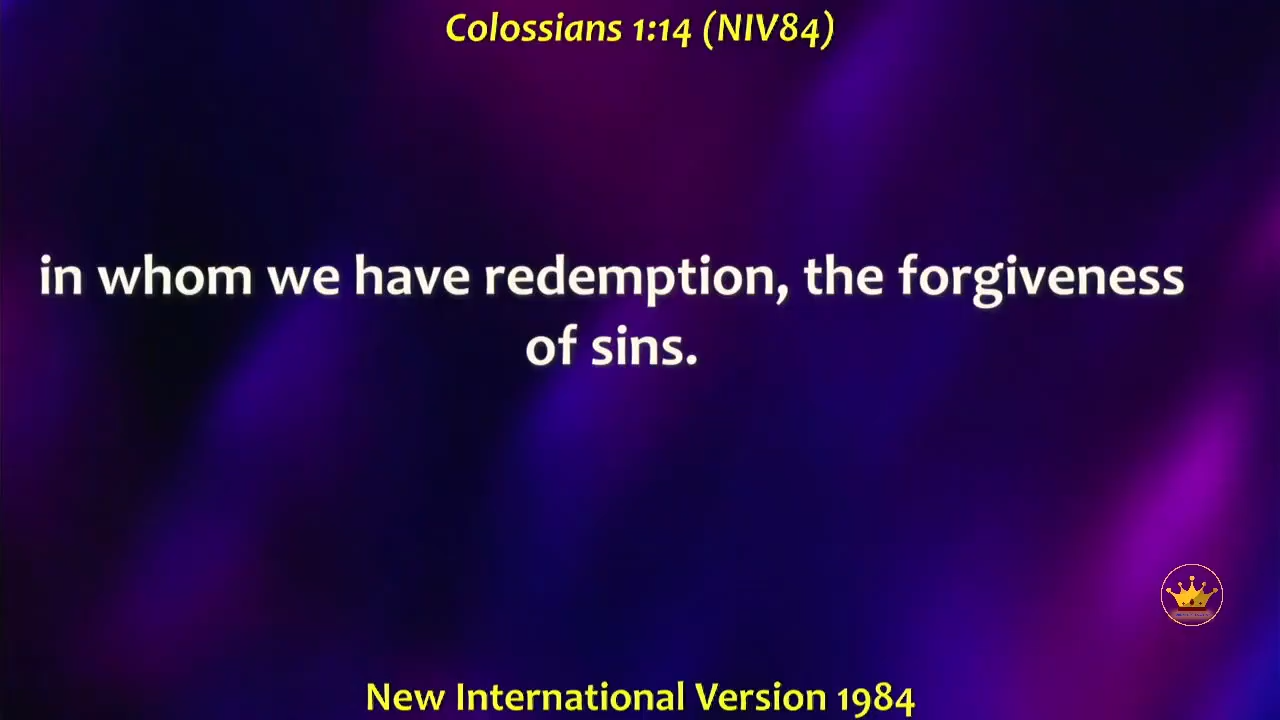 Colossians 1:14 (NIV84)
in whom we have redemption, the forgiveness
of sins.
New International Version 1984